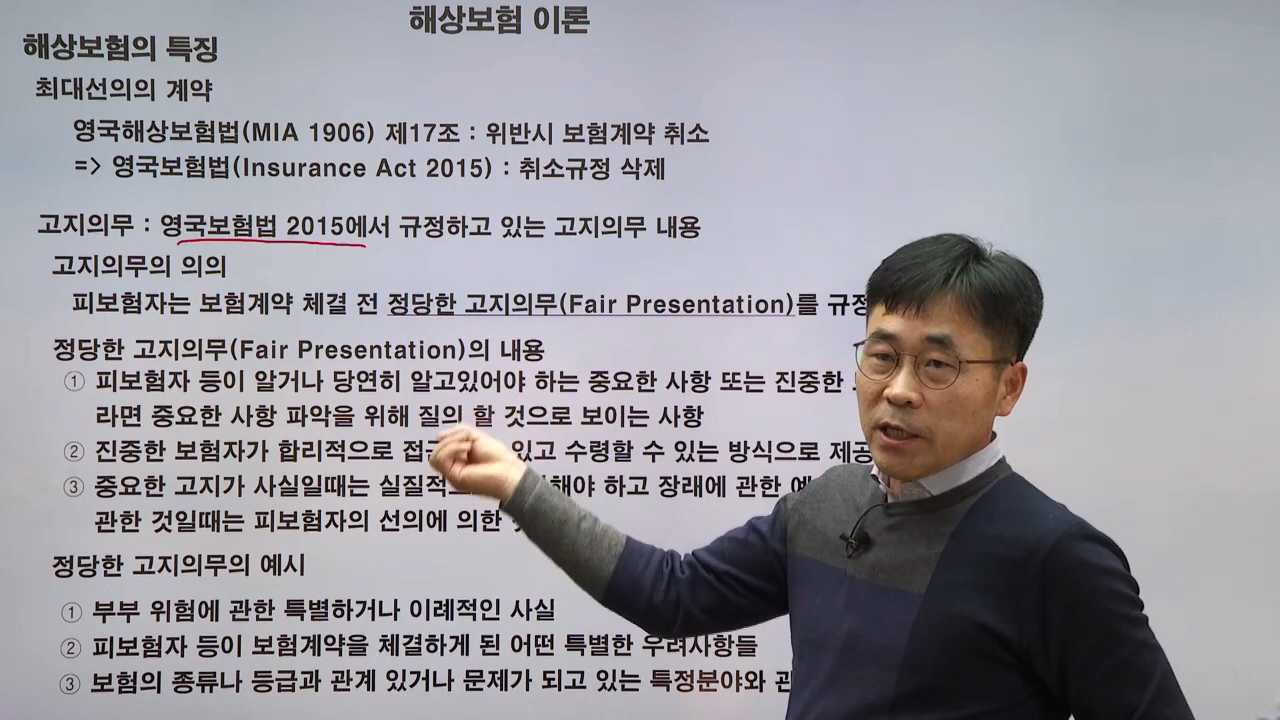 해상보험 이론
해상보험의 특징
최대선의의 계약
영국해상보험법(MIA 1906) 제17조 : 위반시 보험계약 취소
=> 영국보험법(Insurance Act 2015) : 취소규정 삭제
고지의무 : 영국보험법 2015에서 규정하고 있는 고지의무 내용
고지의무의 의의
피보험자는 보험계약 체결 전 정당한 고지의무(Fair Presentation)를 규정
정당한 고지의무(Fair Presentation)의 내용
① 피보험자 등이 알거나 당연히 알고있어야 하는 중요한 사항 또는 진중한
라면 중요한 사항 파악을 위해 질의 할 것으로 보이는 사항
② 진중한 보험자가 합리적으로 있고 수령할 수 있는 방식으로 제공
③ 중요한 고지가 사실일때는 해야 하고 장래에 관한
관한 것일때는 피보험자의 선의에 의한
정당한 고지의무의 예시
① 부부 위험에 관한 특별하거나 이례적인 사실
② 피보험자 등이 보험계약을 체결하게 된 어떤 특별한 우려사항들
③ 보험의 종류나 등급과 관계 있거나 문제가 되고 있는 특정분야와